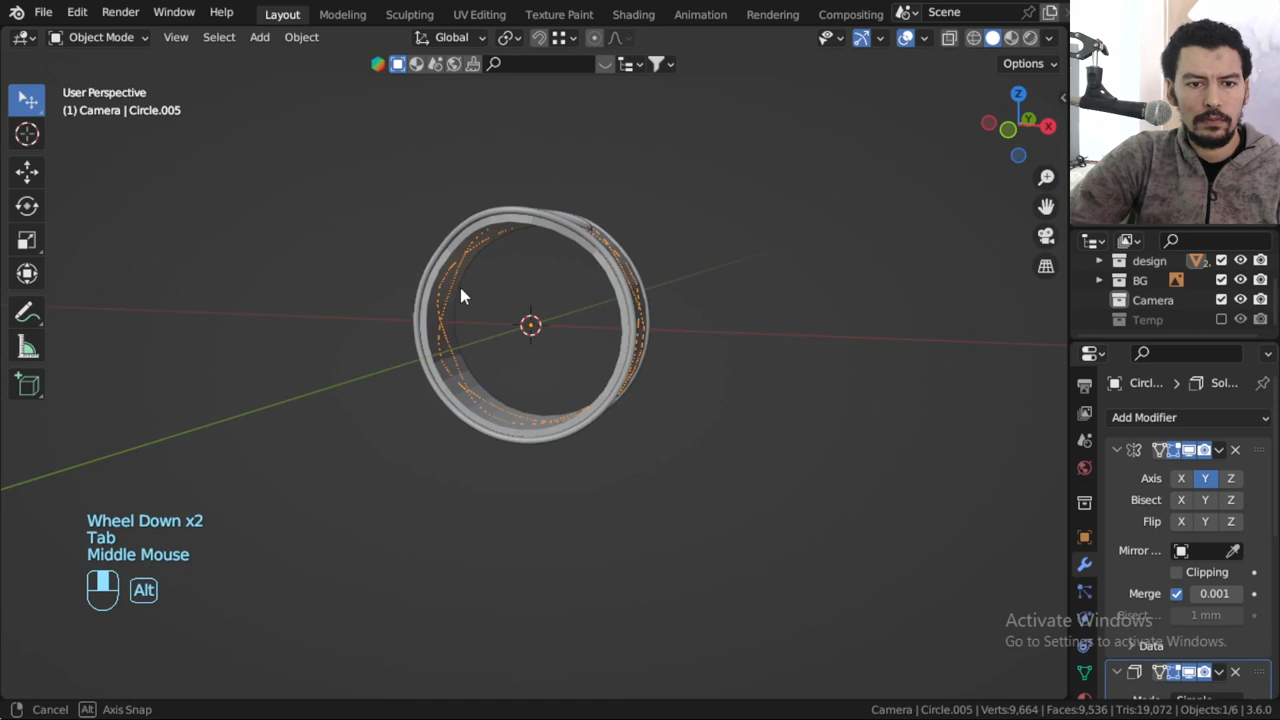 File Edit Render Window Help Layout Modeling Sculpting UV Editing Texture Paint Shading Animation Rendering Compositing Scene
Object Mode View Select Add Object Global
Options
User Perspective
(1) Camera | Circle.005
Z
Y
X
design
2
BG
Camera
Temp
Circ... > Sol...
Add Modifier
Axis X Y Z
Bisect X Y Z
Flip X Y Z
Mirror ...
Clipping
Merge 0.001
Bisect... 1 mm
Data
Wheel Down x2
Tab
Middle Mouse
Alt
Activate Windows
Go to Settings to activate Windows.
Cancel Alt Axis Snap Camera | Circle.005 | Verts:9,664 | Faces:9,536 | Tris:19,072 | Objects:1/6 | 3.6.0